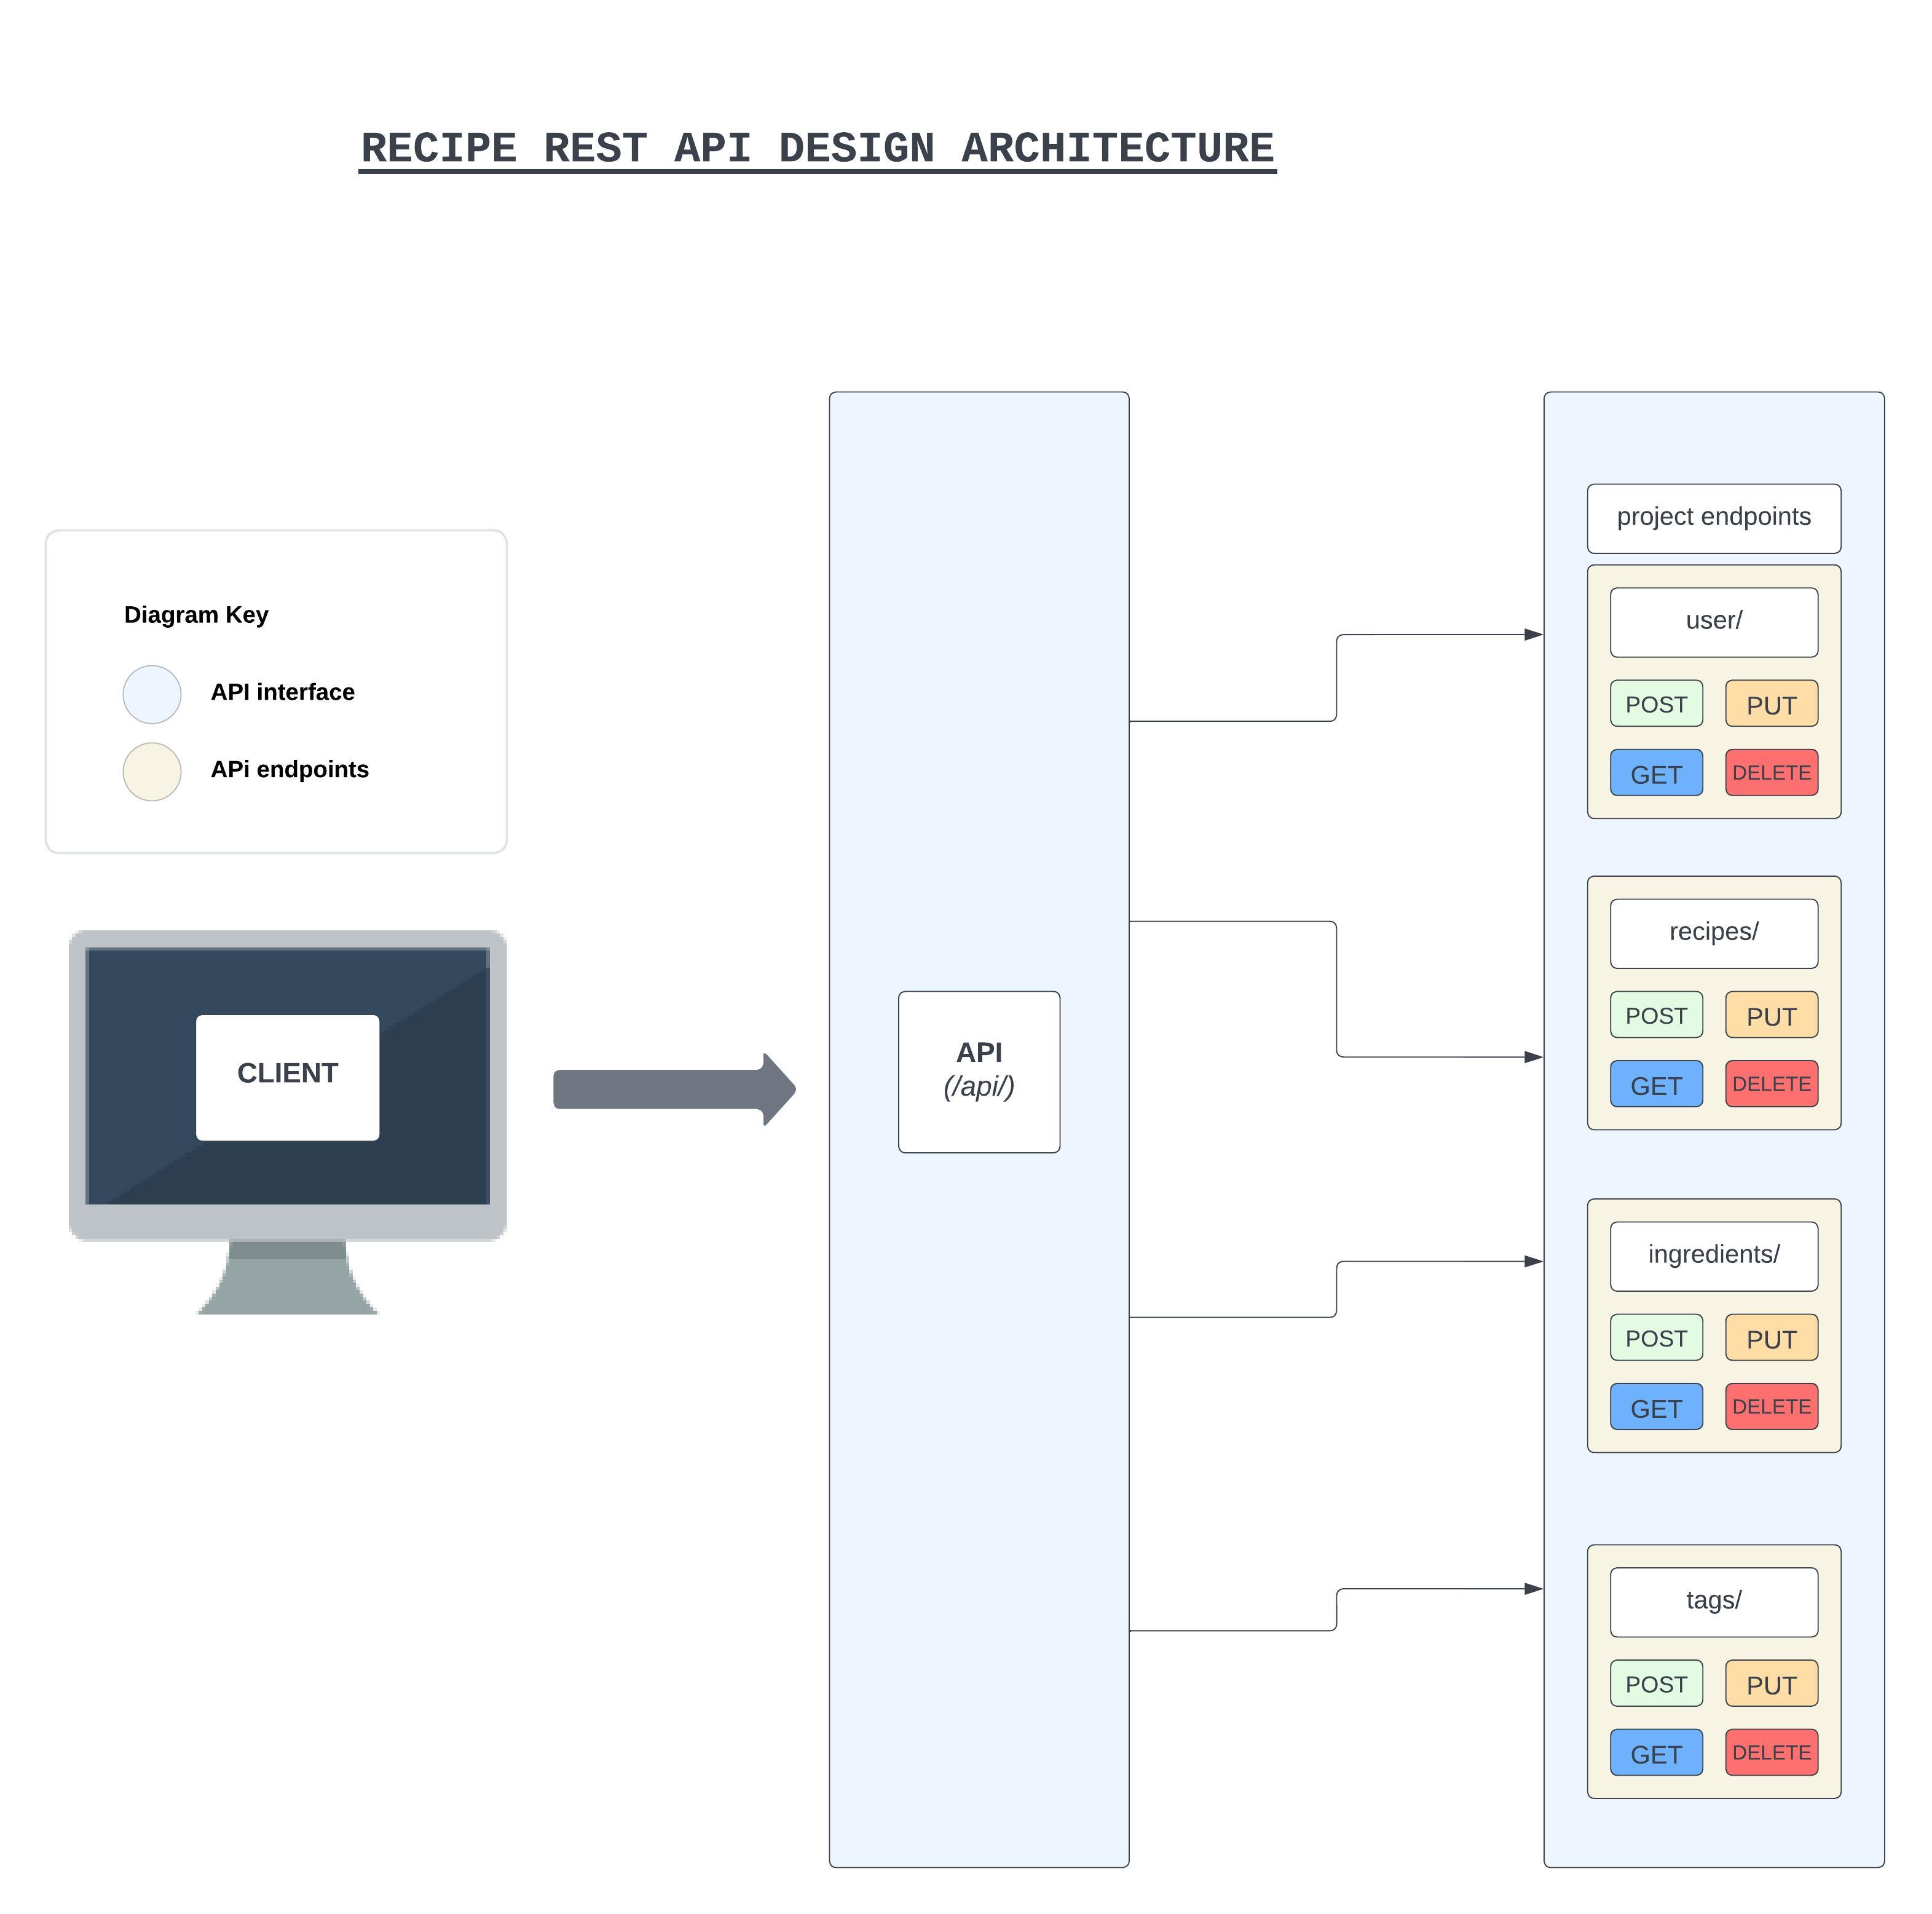 RECIPE REST API DESIGN ARCHITECTURE
Diagram Key
API interface
APi endpoints
CLIENT
API
(/api/)
project endpoints
user/
POST PUT
GET DELETE
recipes/
POST PUT
GET DELETE
ingredients/
POST PUT
GET DELETE
tags/
POST PUT
GET DELETE